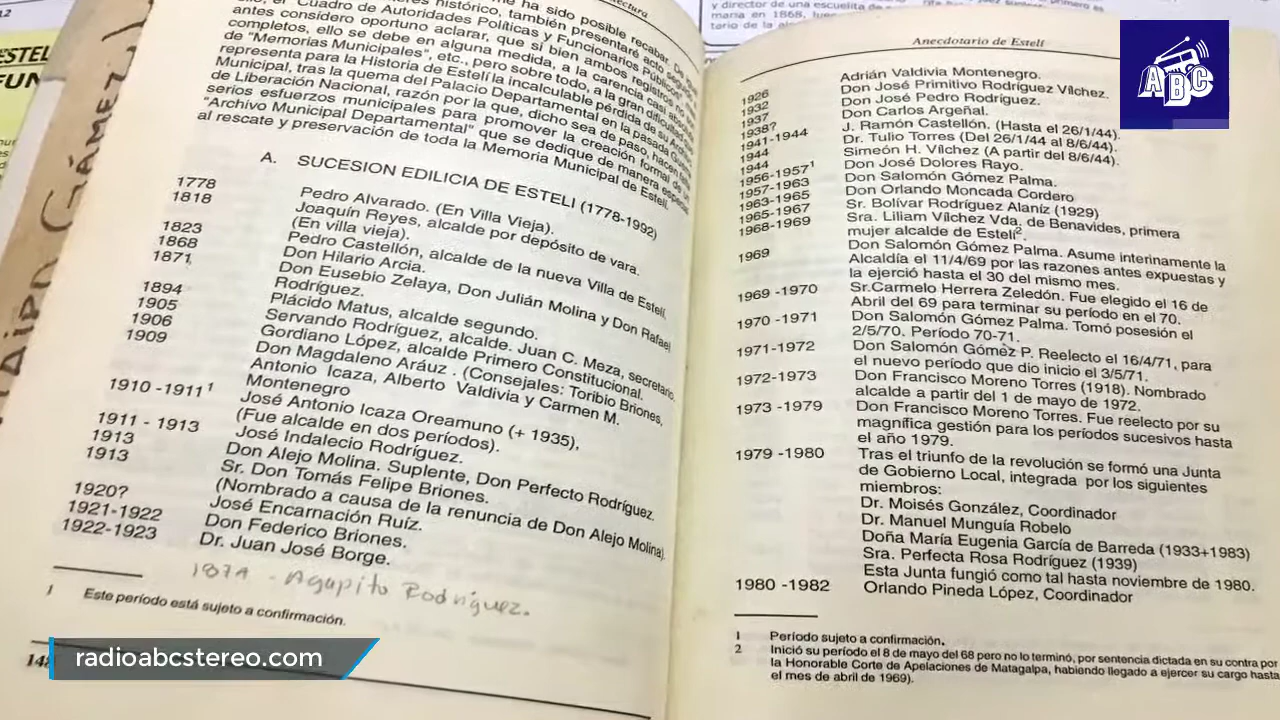 ha sido posible recabar.
histórico, también presentaré
el "Cuadro de Autoridades Políticas y Funcionarios Públicos
antes considero oportuno aclarar, que si bien ambos registros no
completos, ello se debe en alguna medida, a la carencia casi
de "Memorias Municipales", etc., pero sobre todo, a la gran dificultad
representa para la Historia de Estelí la incalculable pérdida de su Archivo
Municipal, tras la quema del Palacio Departamental en la pasada
de Liberación Nacional, razón por la que, dicho sea de paso, hacen
serios esfuerzos municipales para promover la creación formal de
"Archivo Municipal Departamental" que se dedique de manera especial
al rescate y preservación de toda la Memoria Municipal de Estelí.
A. SUCESION EDILICIA DE ESTELI (1778-1992)
1778 Pedro Alvarado. (En Villa Vieja).
1818 Joaquín Reyes, alcalde por depósito de vara.
(En villa vieja).
1823 Pedro Castellón, alcalde de la nueva Villa de Estelí.
1868 Don Hilario Arcia.
1871 Don Eusebio Zelaya, Don Julián Molina y Don Rafael
Rodríguez.
1894 Plácido Matus, alcalde segundo.
1905 Servando Rodríguez, alcalde. Juan C. Meza, secretario.
1906 Gordiano López, alcalde Primero Constitucional.
1909 Don Magdaleno Aráuz . (Consejales: Toribio Briones,
Antonio Icaza, Alberto Valdivia y Carmen M.
Montenegro
1910 -1911¹ José Antonio Icaza Oreamuno (+ 1935),
(Fue alcalde en dos períodos).
1911 - 1913 José Indalecio Rodríguez.
1913 Don Alejo Molina. Suplente, Don Perfecto Rodríguez.
1913 Sr. Don Tomás Felipe Briones.
(Nombrado a causa de la renuncia de Don Alejo Molina).
1920? José Encarnación Ruíz.
1921-1922 Don Federico Briones.
1922-1923 Dr. Juan José Borge.
187A - Agapito Rodríguez.
1 Este período está sujeto a confirmación.
148
Anecdotario de Estelí
Adrián Valdivia Montenegro.
1926 Don José Primitivo Rodríguez Vílchez.
1932 Don José Pedro Rodríguez.
1937 Don Carlos Argeñal.
1938? J. Ramón Castellón. (Hasta el 26/1/44).
1941-1944 Dr. Tulio Torres (Del 26/1/44 al 8/6/44).
1944 Simeón H. Vílchez (A partir del 8/6/44).
1944 Don José Dolores Rayo.
1956-1957¹ Don Salomón Gómez Palma.
1957-1963 Don Orlando Moncada Cordero
1963-1965 Sr. Bolívar Rodríguez Alaníz (1929)
1965-1967 Sra. Liliam Vílchez Vda. de Benavides, primera
1968-1969 mujer alcalde de Estelí².
1969 Don Salomón Gómez Palma. Asume interinamente la
Alcaldía el 11/4/69 por las razones antes expuestas y
la ejerció hasta el 30 del mismo mes.
1969 -1970 Sr.Carmelo Herrera Zeledón. Fue elegido el 16 de
Abril del 69 para terminar su período en el 70.
1970 -1971 Don Salomón Gómez Palma. Tomó posesión el
2/5/70. Período 70-71.
1971-1972 Don Salomón Gómez P. Reelecto el 16/4/71, para
el nuevo período que dio inicio el 3/5/71.
1972-1973 Don Francisco Moreno Torres (1918). Nombrado
alcalde a partir del 1 de mayo de 1972.
1973 -1979 Don Francisco Moreno Torres. Fue reelecto por su
magnífica gestión para los períodos sucesivos hasta
el año 1979.
1979 -1980 Tras el triunfo de la revolución se formó una Junta
de Gobierno Local, integrada por los siguientes
miembros:
Dr. Moisés González, Coordinador
Dr. Manuel Munguía Robelo
Doña María Eugenia García de Barreda (1933+1983)
Sra. Perfecta Rosa Rodríguez (1939)
Esta Junta fungió como tal hasta noviembre de 1980.
1980 -1982 Orlando Pineda López, Coordinador
1 Período sujeto a confirmación.
2 Inició su período el 8 de mayo del 68 pero no lo terminó, por sentencia dictada en su contra por
la Honorable Corte de Apelaciones de Matagalpa, habiendo llegado a ejercer su cargo hasta
el mes de abril de 1969).
director de una escuelita de
maria en 1868,
ABC
radioabcstereo.com